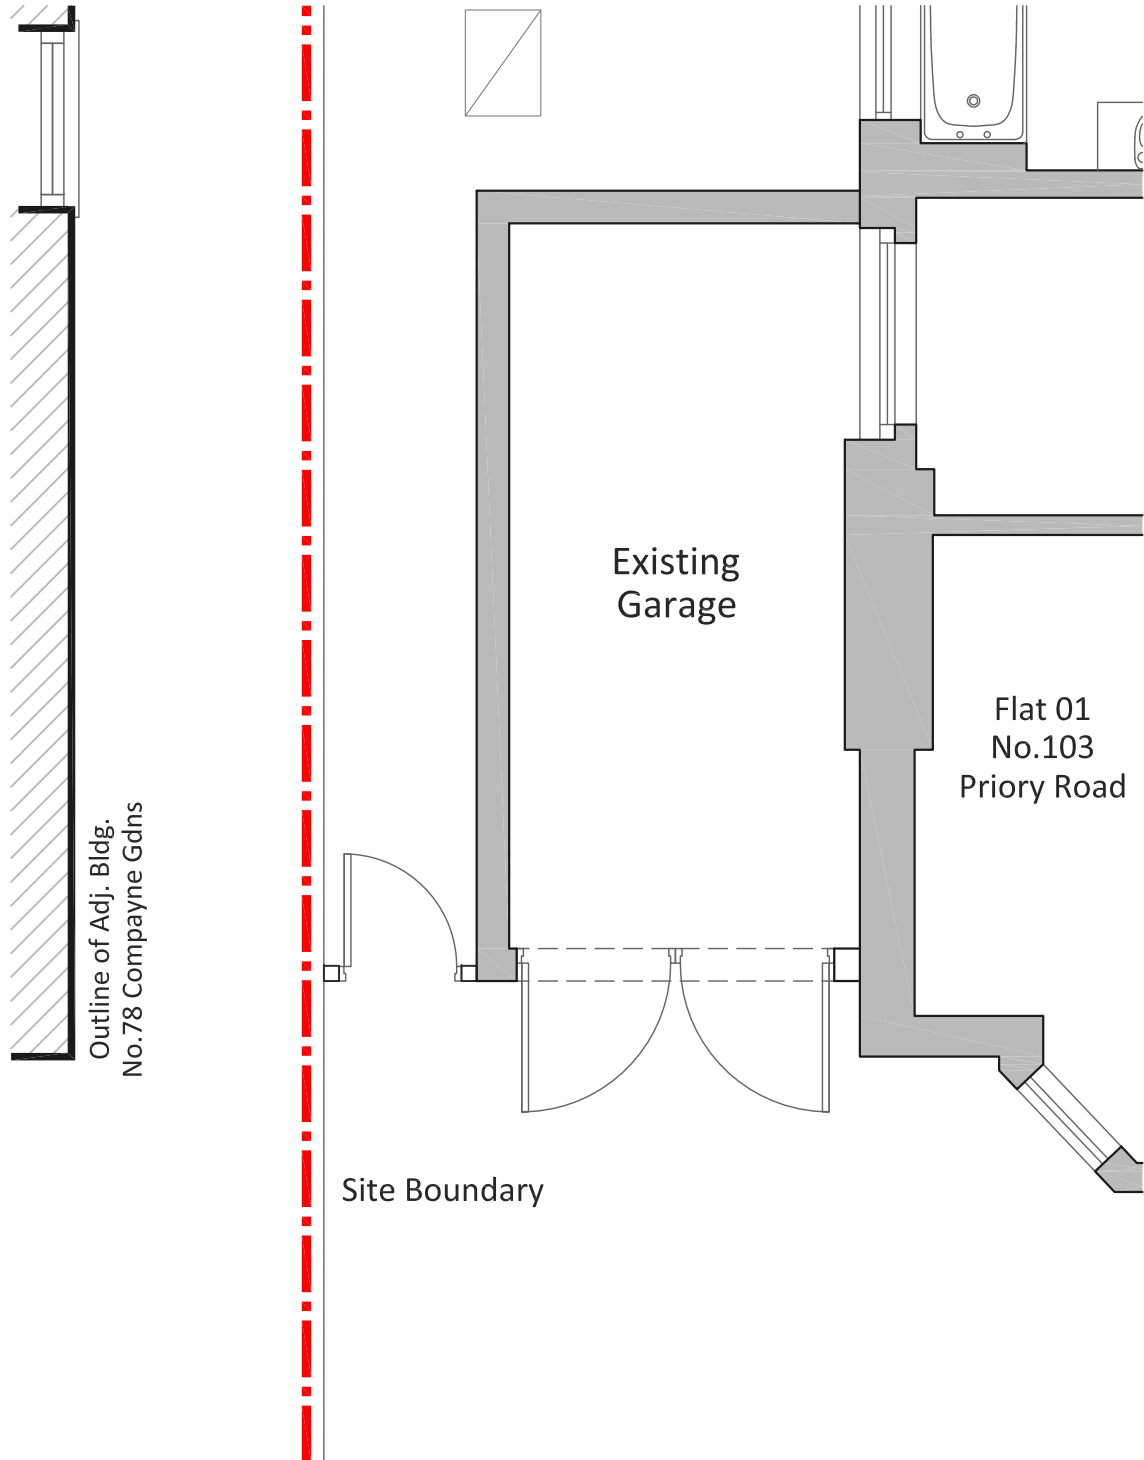 Existing
Garage
Flat 01
No.103
Priory Road
Outline of Adj. Bldg.
No.78 Compayne Gdns
Site Boundary